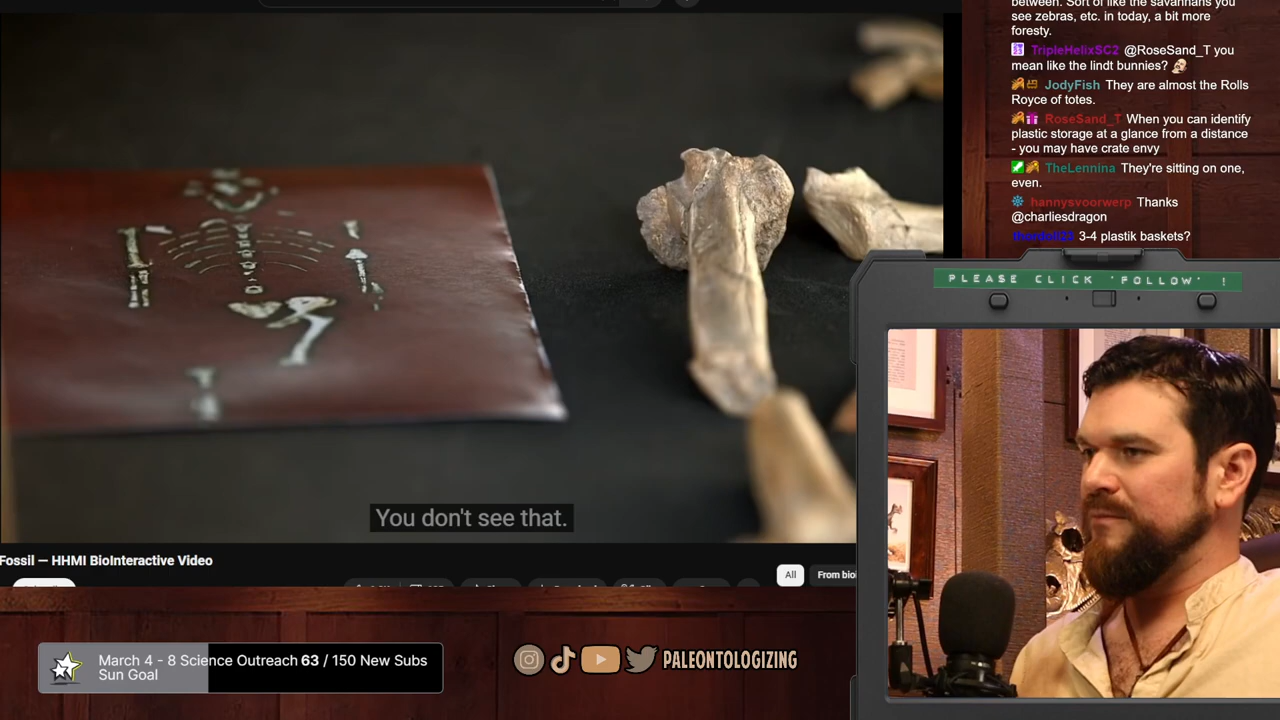 between. Sort of like the savannahs you
see zebras, etc. in today, a bit more
foresty.
TripleHelixSC2 @RoseSand_T you
mean like the lindt bunnies?
JodyFish They are almost the Rolls
Royce of totes.
RoseSand_T When you can identify
plastic storage at a glance from a distance
- you may have crate envy
TheLennina They're sitting on one,
even.
hannysvoorwerp Thanks
@charliesdragon
3-4 plastik baskets?
PLEASE CLICK 'FOLLOW' !
You don't see that.
Fossil — HHMI BioInteractive Video
All
From bio
March 4 - 8 Science Outreach 63 / 150 New Subs
Sun Goal
PALEONTOLOGIZING